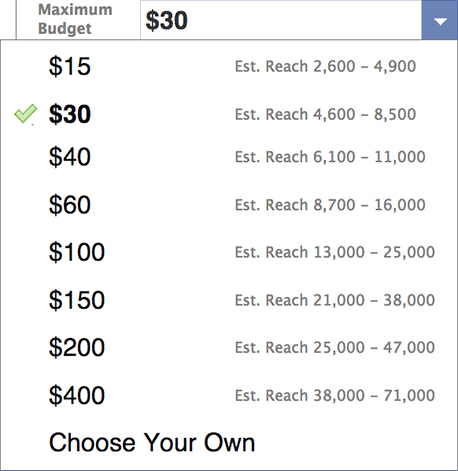 Maximum
Budget
$30
$15 Est. Reach 2,600 – 4,900
$30 Est. Reach 4,600 – 8,500
$40 Est. Reach 6,100 – 11,000
$60 Est. Reach 8,700 – 16,000
$100 Est. Reach 13,000 – 25,000
$150 Est. Reach 21,000 – 38,000
$200 Est. Reach 25,000 – 47,000
$400 Est. Reach 38,000 – 71,000
Choose Your Own